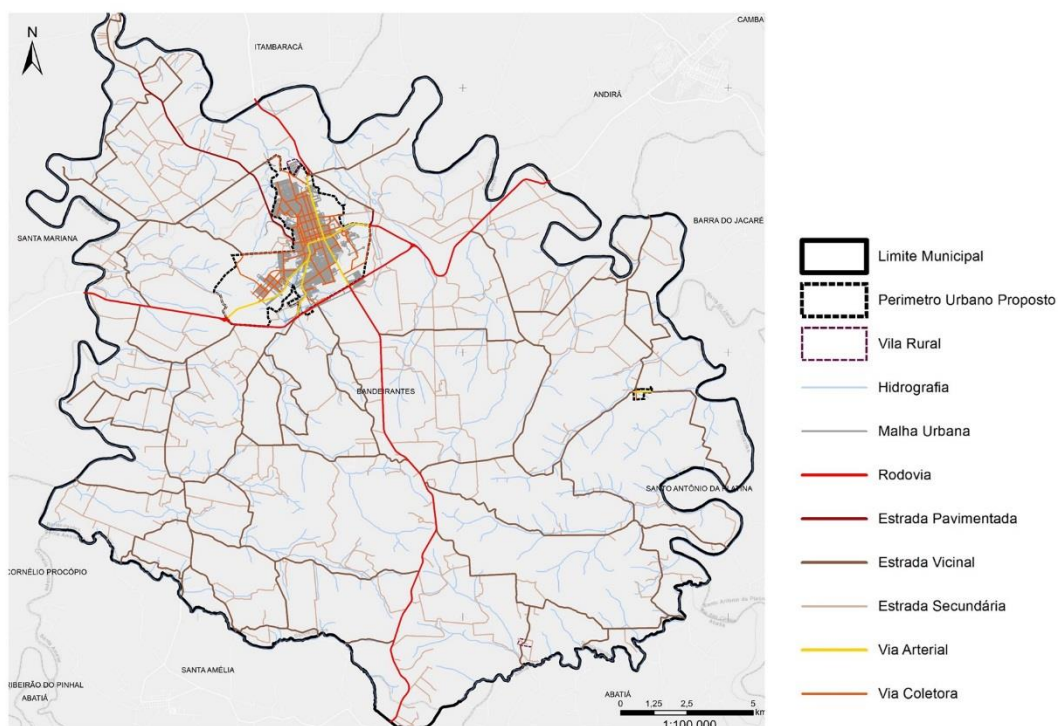 CAMBA
N
ITAMBARACÁ
ANDIRÁ
BARRA DO JACARÉ
SANTA MARIANA
BANDEIRANTES
SANTO ANTÔNIO DA PLATINA
CORNÉLIO PROCÓPIO
SANTA AMÉLIA
RIBEIRÃO DO PINHAL
ABATIÁ
ABATIÁ
0 1,25 2,5 5
km
1:100.000
Limite Municipal
Perimetro Urbano Proposto
Vila Rural
Hidrografia
Malha Urbana
Rodovia
Estrada Pavimentada
Estrada Vicinal
Estrada Secundária
Via Arterial
Via Coletora